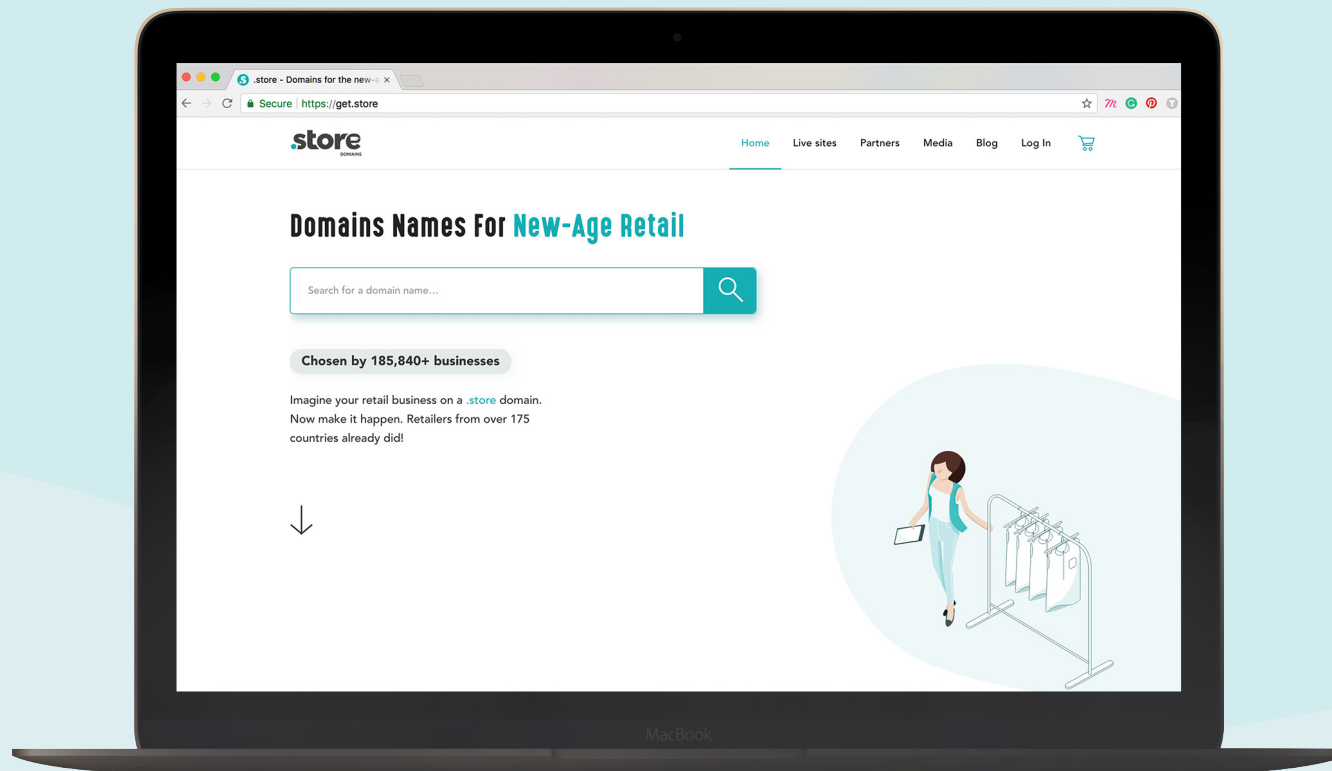 .store - Domains for the new-a
Secure https://get.store
.store
DOMAINS
Home Live sites Partners Media Blog Log In
Domains Names For New-Age Retail
Search for a domain name...
Chosen by 185,840+ businesses
Imagine your retail business on a .store domain.
Now make it happen. Retailers from over 175
countries already did!
MacBook